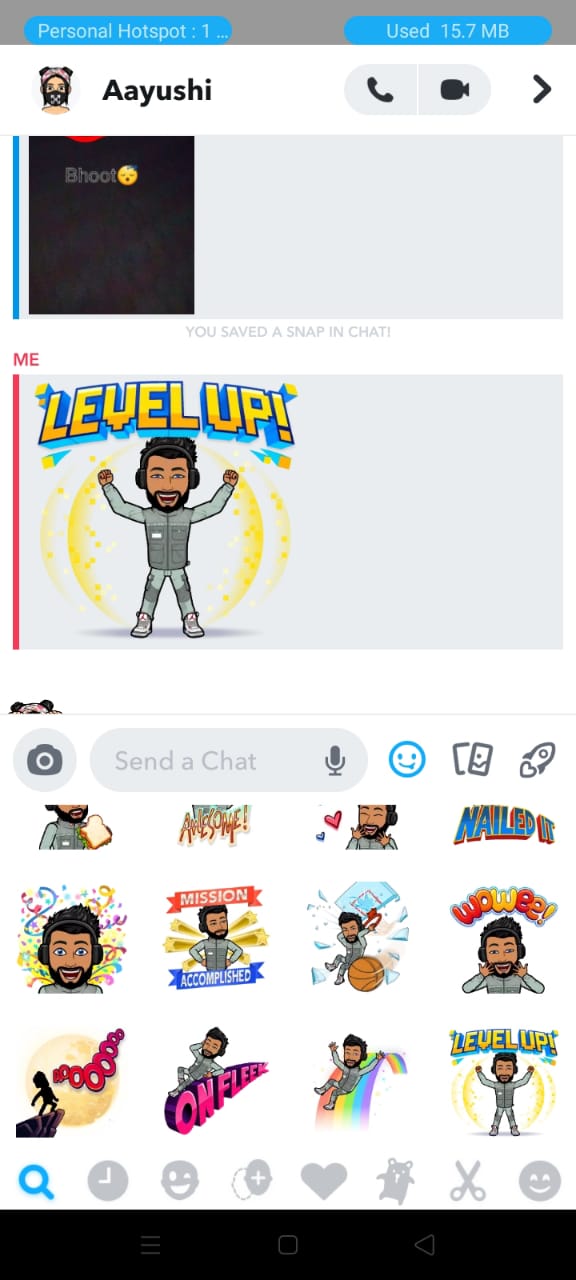 Personal Hotspot : 1 ...
Used 15.7 MB
Aayushi
Bhoot😴
YOU SAVED A SNAP IN CHAT!
ME
LEVEL UP!
Send a Chat
AWESOME!
NAILED IT
MISSION
ACCOMPLISHED
WOWEE!
ON FLEEK
LEVEL UP!